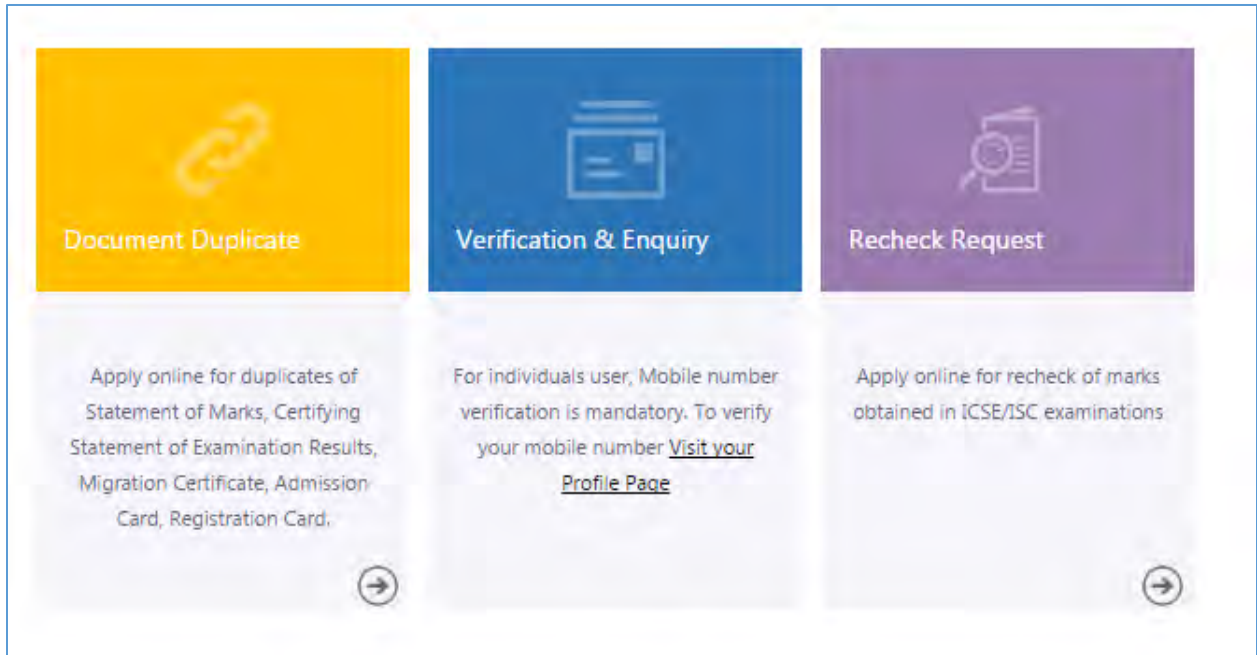 Document Duplicate
Apply online for duplicates of
Statement of Marks, Certifying
Statement of Examination Results,
Migration Certificate, Admission
Card, Registration Card.
Verification & Enquiry
For individuals user, Mobile number
verification is mandatory. To verify
your mobile number Visit your
Profile Page
Recheck Request
Apply online for recheck of marks
obtained in ICSE/ISC examinations